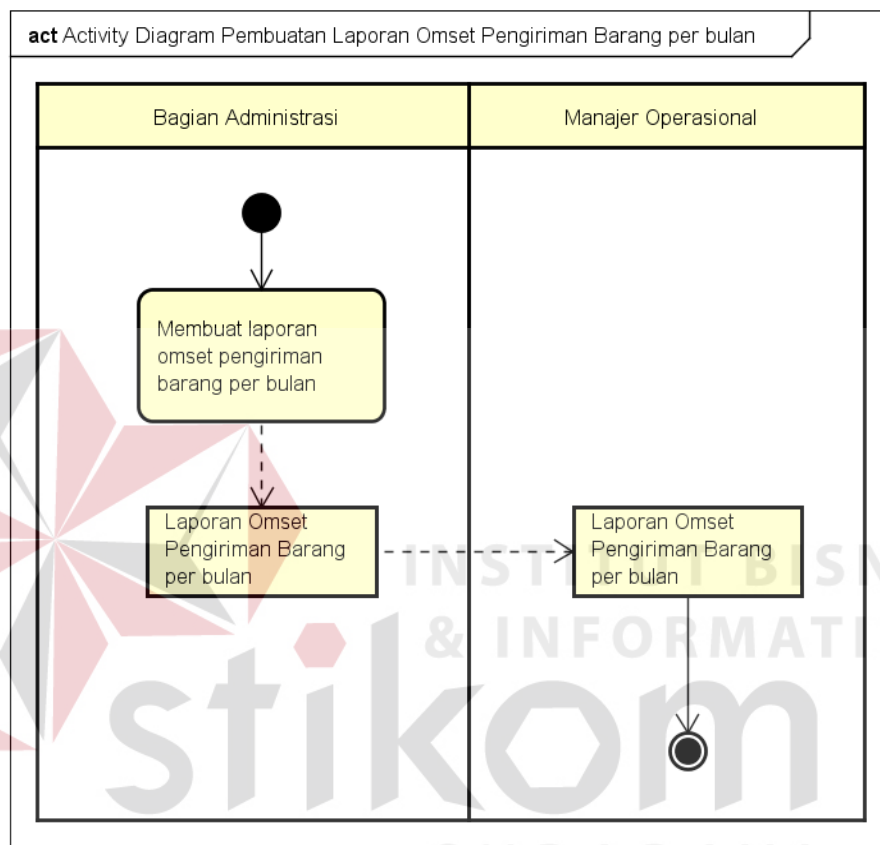 act Activity Diagram Pembuatan Laporan Omset Pengiriman Barang per bulan
Bagian Administrasi
Manajer Operasional
Membuat laporan
omset pengiriman
barang per bulan
Laporan Omset
Pengiriman Barang
per bulan
Laporan Omset
Pengiriman Barang
per bulan
INSTITUT BISN
& INFORMATI
stikom